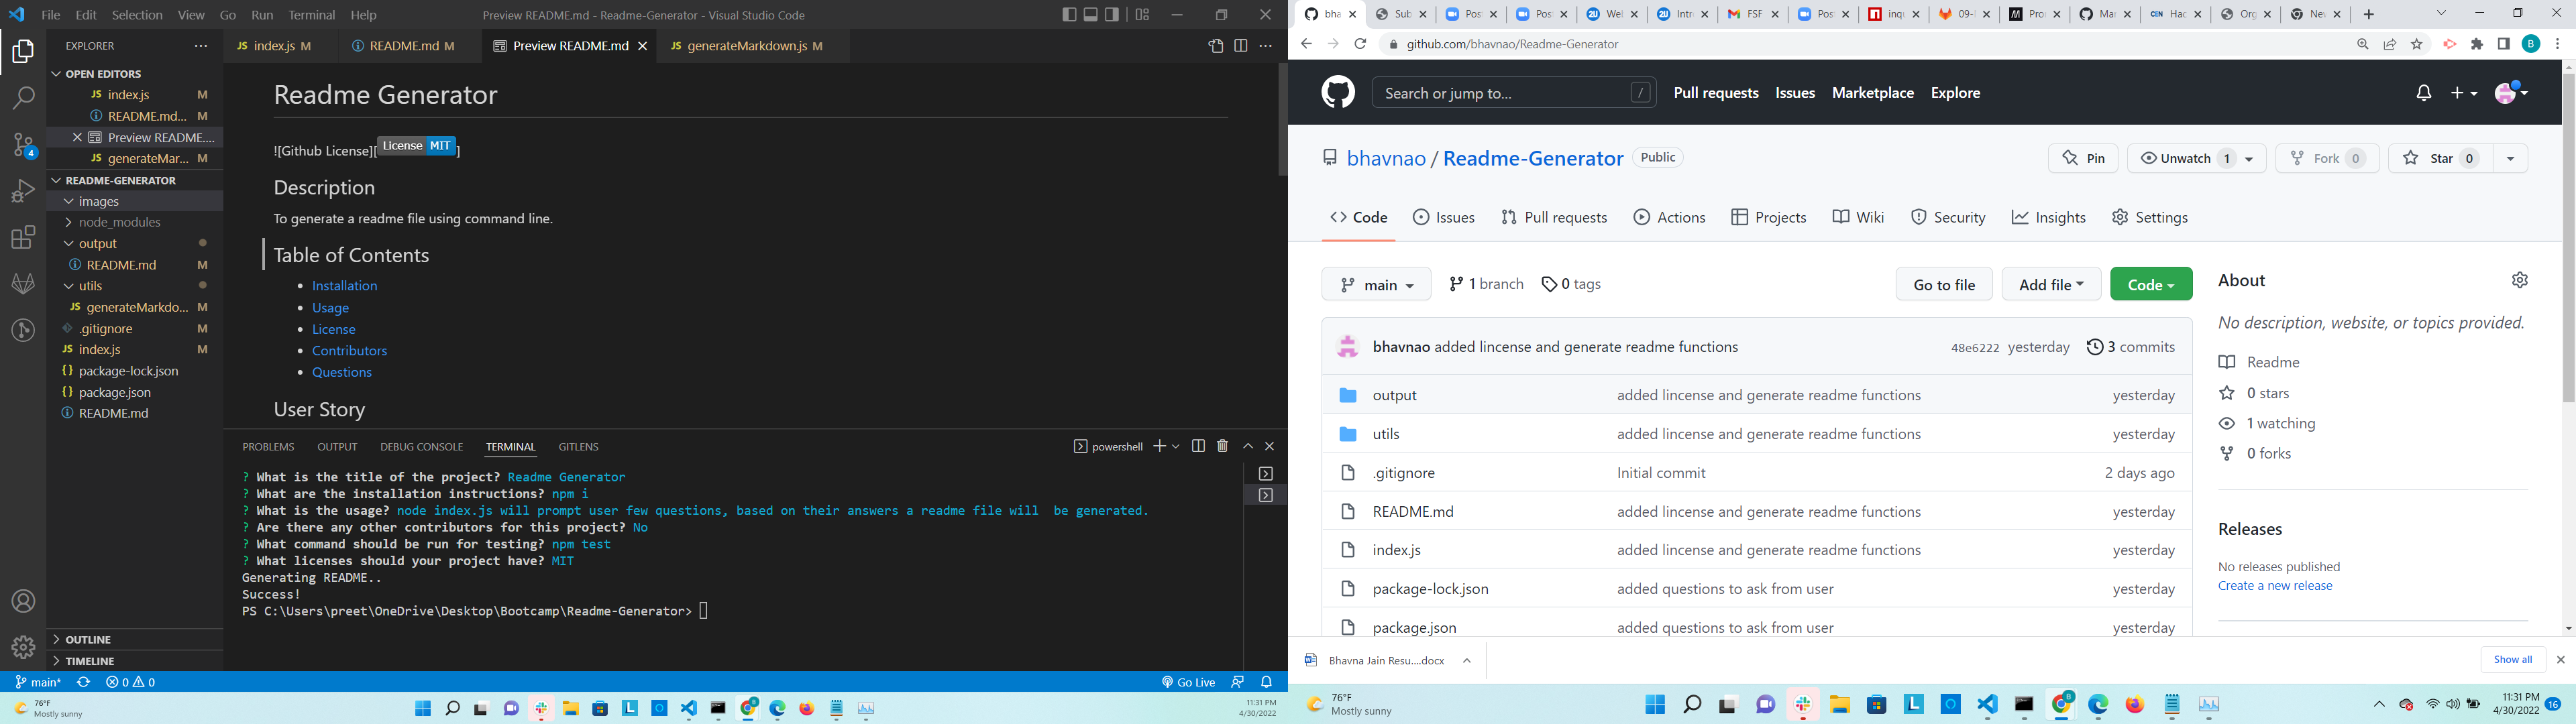 File Edit Selection View Go Run Terminal Help
Preview README.md - Readme-Generator - Visual Studio Code
EXPLORER
OPEN EDITORS
JS index.js M
README.md... M
Preview README....
JS generateMar... M
README-GENERATOR
images
node_modules
output
README.md M
utils
JS generateMarkdo... M
.gitignore M
JS index.js M
{} package-lock.json
{} package.json
README.md
OUTLINE
TIMELINE
4
JS index.js M
README.md M
Preview README.md
JS generateMarkdown.js M
Readme Generator
![Github License][License MIT]
Description
To generate a readme file using command line.
Table of Contents
Installation
Usage
License
Contributors
Questions
User Story
PROBLEMS OUTPUT DEBUG CONSOLE TERMINAL GITLENS
powershell
? What is the title of the project? Readme Generator
? What are the installation instructions? npm i
? What is the usage? node index.js will prompt user few questions, based on their answers a readme file will  be generated.
? Are there any other contributors for this project? No
? What command should be run for testing? npm test
? What licenses should your project have? MIT
Generating README..
Success!
PS C:\Users\preet\OneDrive\Desktop\Bootcamp\Readme-Generator>
main* 0 0
Go Live
76°F
Mostly sunny
11:31 PM
4/30/2022
bha Sub Post Post Wel Intro FSF Post inqu 09-I Pro Mar Hac Org Nev
github.com/bhavnao/Readme-Generator
B
Search or jump to... /
Pull requests Issues Marketplace Explore
bhavnao / Readme-Generator Public
Pin Unwatch 1 Fork 0 Star 0
Code Issues Pull requests Actions Projects Wiki Security Insights Settings
main 1 branch 0 tags
Go to file Add file Code
bhavnao added lincense and generate readme functions 48e6222 yesterday 3 commits
output added lincense and generate readme functions yesterday
utils added lincense and generate readme functions yesterday
.gitignore Initial commit 2 days ago
README.md added lincense and generate readme functions yesterday
index.js added lincense and generate readme functions yesterday
package-lock.json added questions to ask from user yesterday
package.json added questions to ask from user yesterday
About
No description, website, or topics provided.
Readme
0 stars
1 watching
0 forks
Releases
No releases published
Create a new release
Bhavna Jain Resu....docx
Show all
76°F
Mostly sunny
11:31 PM
4/30/2022
16